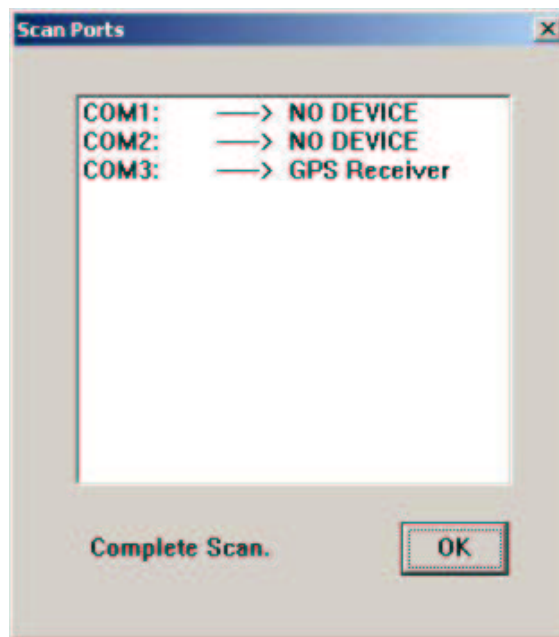 Scan Ports
COM1: ---> NO DEVICE
COM2: ---> NO DEVICE
COM3: ---> GPS Receiver
Complete Scan.
OK